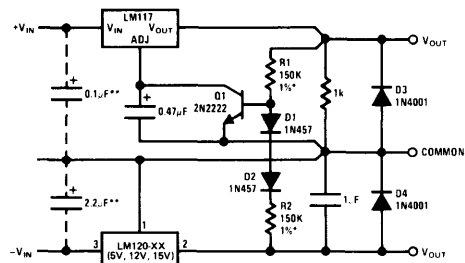 LM117
+VIN
VIN VOUT
ADJ
VOUT
R1
150K
1%*
Q1
2N2222
0.1µF**
0.47µF
D1
1N457
1k
D3
1N4001
COMMON
D2
1N457
2.2µF**
R2
150K
1%*
1µF
D4
1N4001
1
-VIN
3
LM120-XX
(5V, 12V, 15V)
2
VOUT